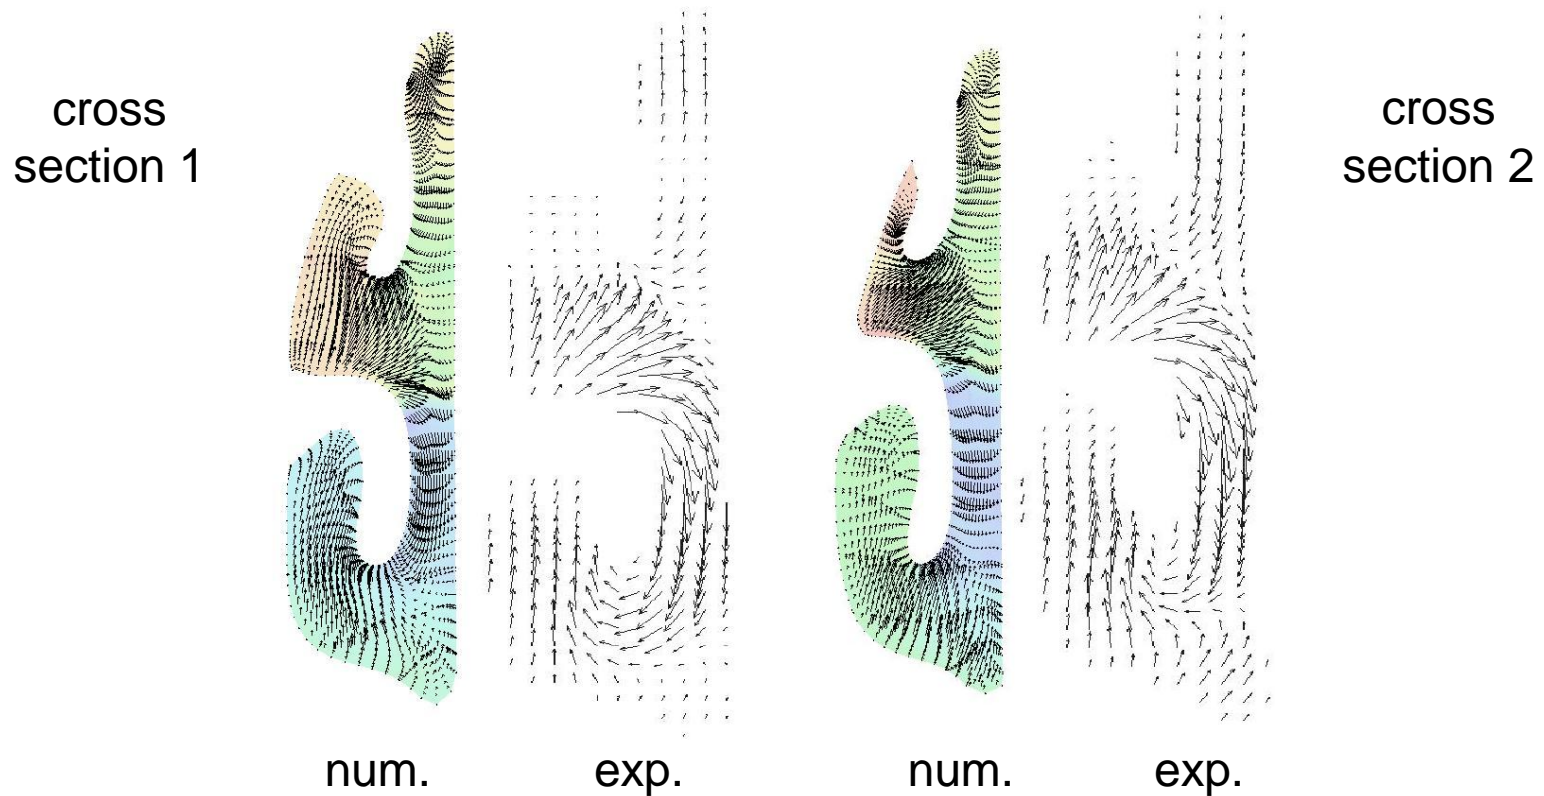 cross
section 1
cross
section 2
num.
exp.
num.
exp.